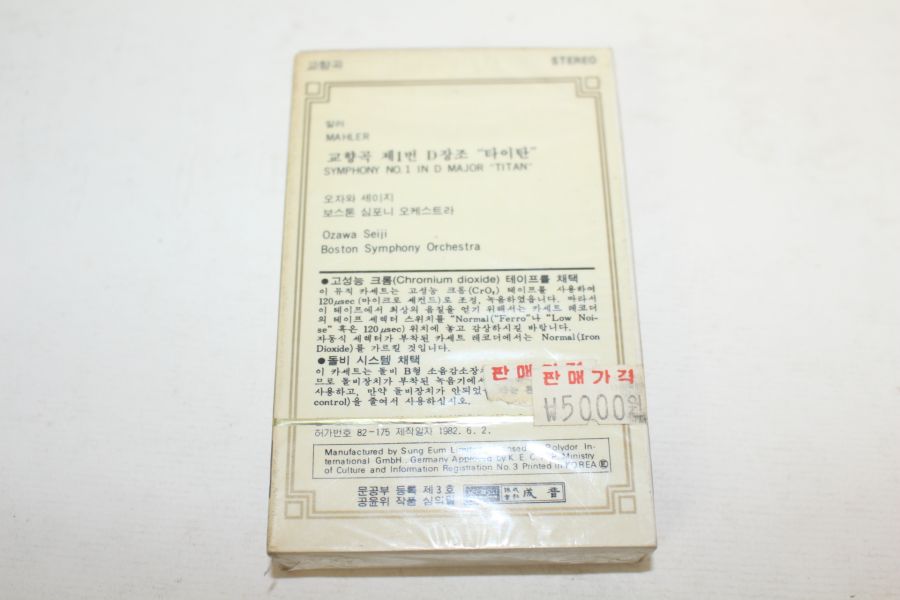 교향곡 STEREO
말러
MAHLER
교향곡 제1번 D장조 "타이탄"
SYMPHONY NO.1 IN D MAJOR "TITAN"
오자와 세이지
보스톤 심포니 오케스트라
Ozawa Seiji
Boston Symphony Orchestra
●고성능 크롬(Chromium dioxide) 테이프를 채택
이 뮤직 카세트는 고성능 크롬(CrO₂) 테이프를 사용하여
120μsec (마이크로 세컨드)로 조정, 녹음하였읍니다. 따라서
이 테이프에서 최상의 음질을 얻기 위해서는 카세트 레코더
의 테이프 세렉터 스위치를 "Normal("Ferro"나 "Low Noi-
se" 혹은 120μsec) 위치에 놓고 감상하시길 바랍니다.
자동식 세렉터가 부착된 카세트 레코더에서는 Normal(Iron
Dioxide)를 가르킬 것입니다.
●돌비 시스템 채택
이 카세트는 돌비 B형 소음감소장치
므로 돌비장치가 부착된 녹음기에서
사용하고, 만약 돌비장치가 안되었
control)을 줄여서 사용하십시오.
판매
판매가격
₩5000원
허가번호 82-175 제작일자 1982. 6. 2.
Manufactured by Sung Eum Limited. Polydor In-
ternational GmbH., Germany Approved by K. E. C. Ministry
of Culture and Information Registration No. 3 Printed in KOREA Ⓔ
문공부 등록 제3호
공윤위 작품 심의필
株式會社 成音